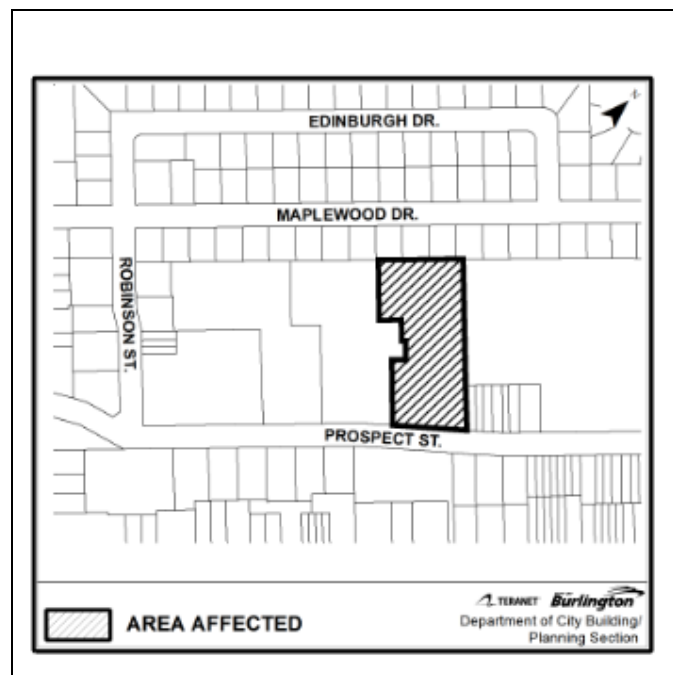 N
EDINBURGH DR.
MAPLEWOOD DR.
ROBINSON ST.
PROSPECT ST.
AREA AFFECTED
TERANET Burlington
Department of City Building/
Planning Section